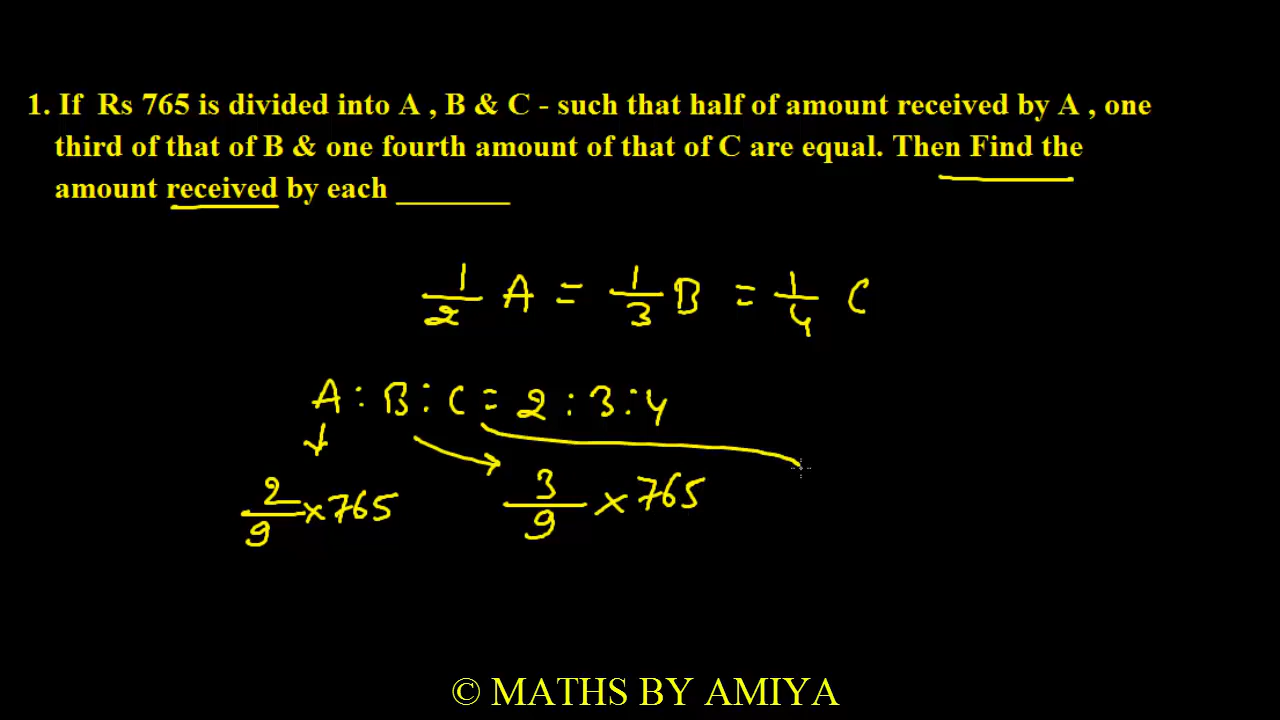 1. If Rs 765 is divided into A , B & C - such that half of amount received by A , one
third of that of B & one fourth amount of that of C are equal. Then Find the
amount received by each ________
1/2 A = 1/3 B = 1/4 C
A : B : C = 2 : 3 : 4
2/9 × 765 3/9 × 765
© MATHS BY AMIYA